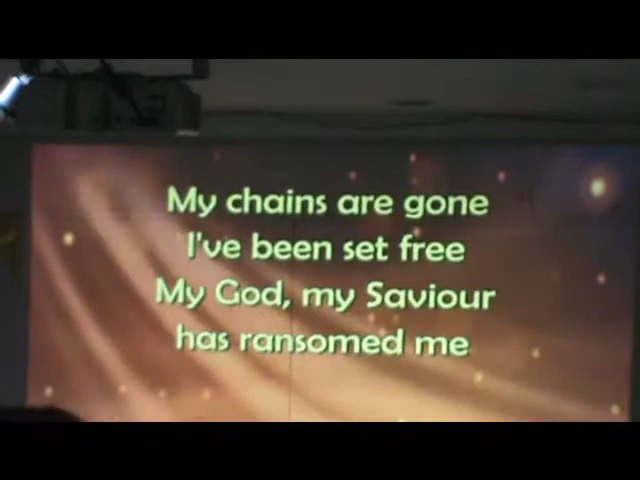 My chains are gone
I've been set free
My God, my Saviour
has ransomed me